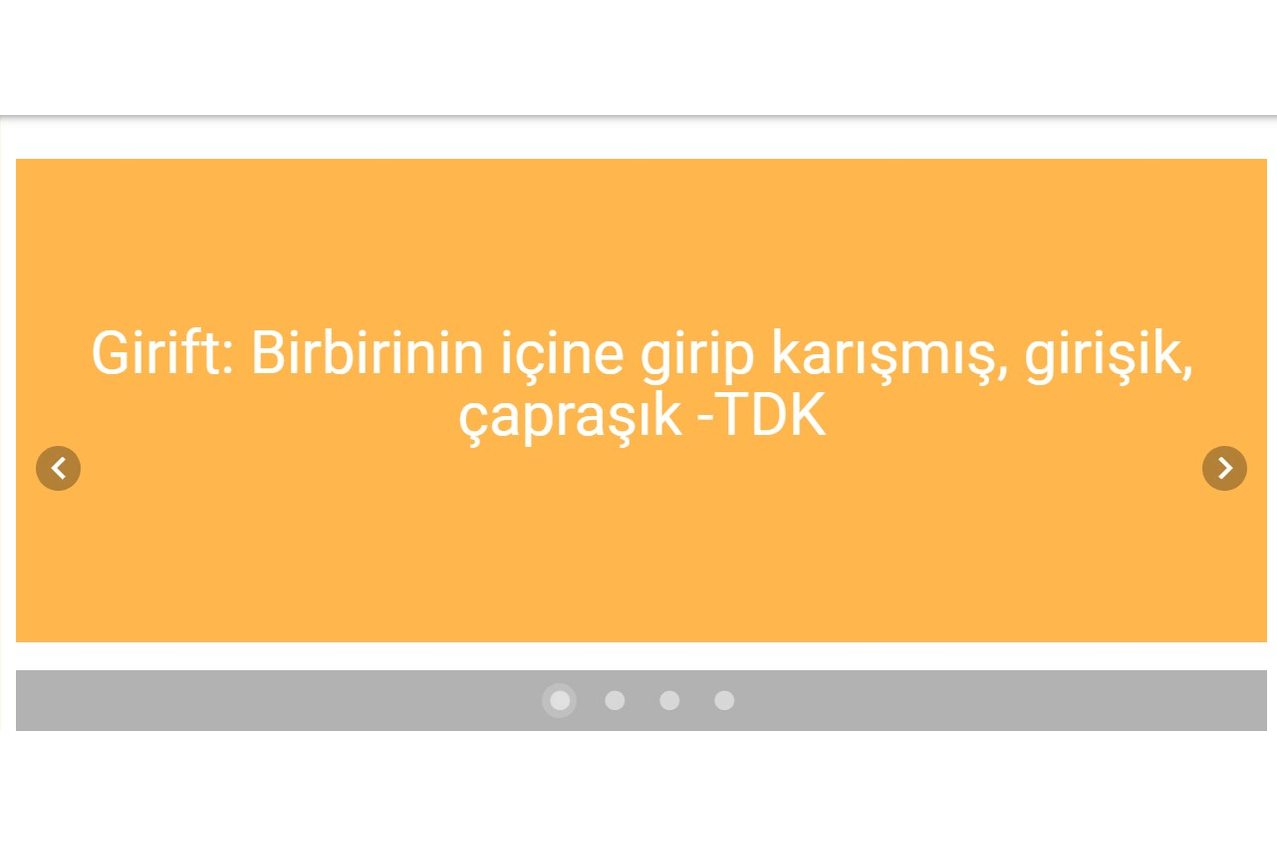 Girift: Birbirinin içine girip karışmış, girişik,
çapraşık -TDK